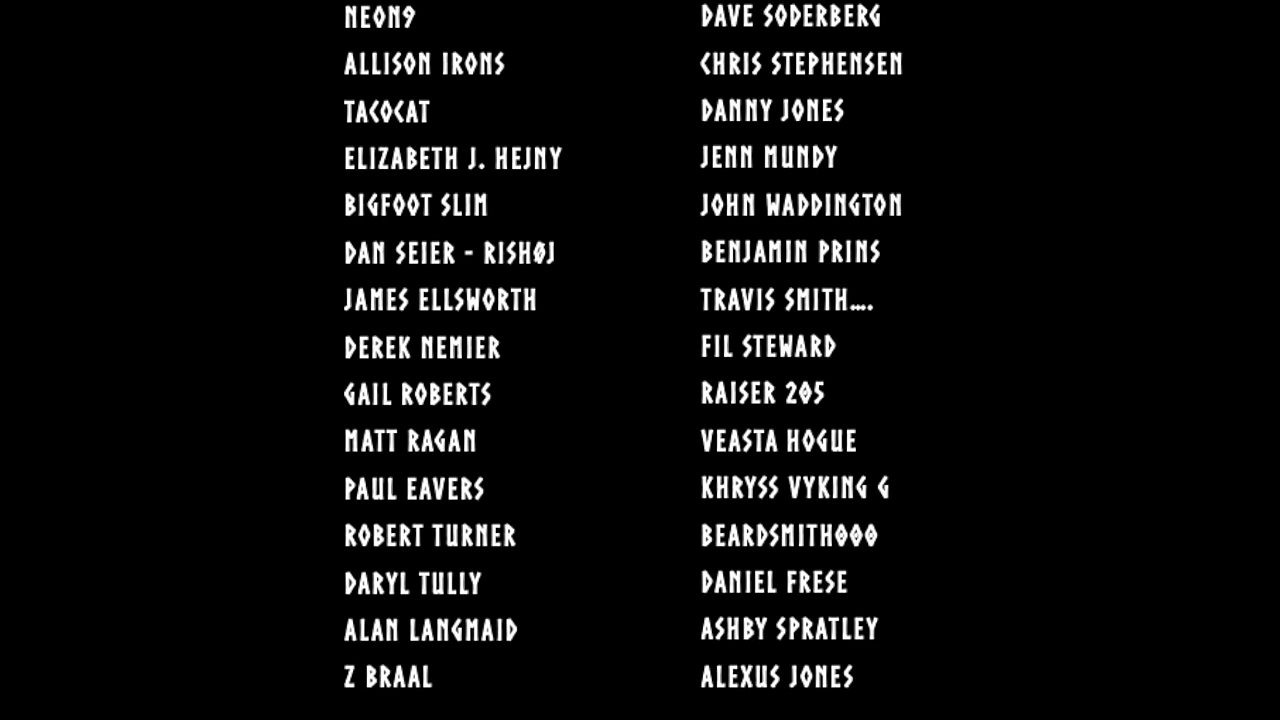 NEON9
ALLISON IRONS
TACOCAT
ELIZABETH J. HEJNY
BIGFOOT SLIM
DAN SEIER - RISHØJ
JAMES ELLSWORTH
DEREK NEMIER
GAIL ROBERTS
MATT RAGAN
PAUL EAVERS
ROBERT TURNER
DARYL TULLY
ALAN LANGMAID
Z BRAAL
DAVE SODERBERG
CHRIS STEPHENSEN
DANNY JONES
JENN MUNDY
JOHN WADDINGTON
BENJAMIN PRINS
TRAVIS SMITH....
FIL STEWARD
RAISER 205
VEASTA HOGUE
KHRYSS VYKING G
BEARDSMITH000
DANIEL FRESE
ASHBY SPRATLEY
ALEXUS JONES